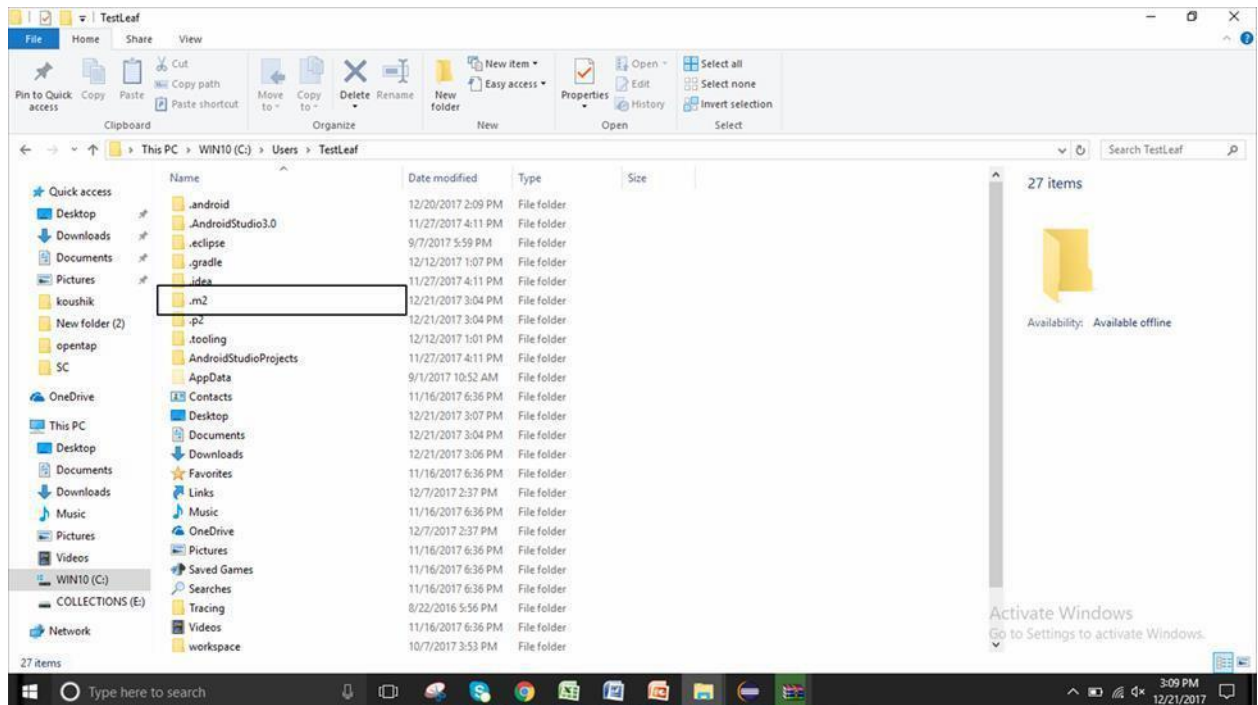 TestLeaf
File Home Share View
Pin to Quick access
Copy
Paste
Cut
Copy path
Paste shortcut
Clipboard
Move to
Copy to
Delete
Rename
Organize
New folder
New item
Easy access
New
Properties
Open
Edit
History
Open
Select all
Select none
Invert selection
Select
This PC > WIN10 (C:) > Users > TestLeaf
Search TestLeaf
Quick access
Desktop
Downloads
Documents
Pictures
koushik
New folder (2)
opentap
SC
OneDrive
This PC
Desktop
Documents
Downloads
Music
Pictures
Videos
WIN10 (C:)
COLLECTIONS (E:)
Network
Name Date modified Type Size
.android 12/20/2017 2:09 PM File folder
.AndroidStudio3.0 11/27/2017 4:11 PM File folder
.eclipse 9/7/2017 5:59 PM File folder
.gradle 12/12/2017 1:07 PM File folder
.idea 11/27/2017 4:11 PM File folder
.m2 12/21/2017 3:04 PM File folder
.p2 12/21/2017 3:04 PM File folder
.tooling 12/12/2017 1:01 PM File folder
AndroidStudioProjects 11/27/2017 4:11 PM File folder
AppData 9/1/2017 10:52 AM File folder
Contacts 11/16/2017 6:36 PM File folder
Desktop 12/21/2017 3:07 PM File folder
Documents 12/21/2017 3:04 PM File folder
Downloads 12/21/2017 3:06 PM File folder
Favorites 11/16/2017 6:36 PM File folder
Links 12/7/2017 2:37 PM File folder
Music 11/16/2017 6:36 PM File folder
OneDrive 12/7/2017 2:37 PM File folder
Pictures 11/16/2017 6:36 PM File folder
Saved Games 11/16/2017 6:36 PM File folder
Searches 11/16/2017 6:36 PM File folder
Tracing 8/22/2016 5:56 PM File folder
Videos 11/16/2017 6:36 PM File folder
workspace 10/7/2017 3:53 PM File folder
27 items
Availability: Available offline
Activate Windows
Go to Settings to activate Windows.
27 items
Type here to search
3:09 PM
12/21/2017